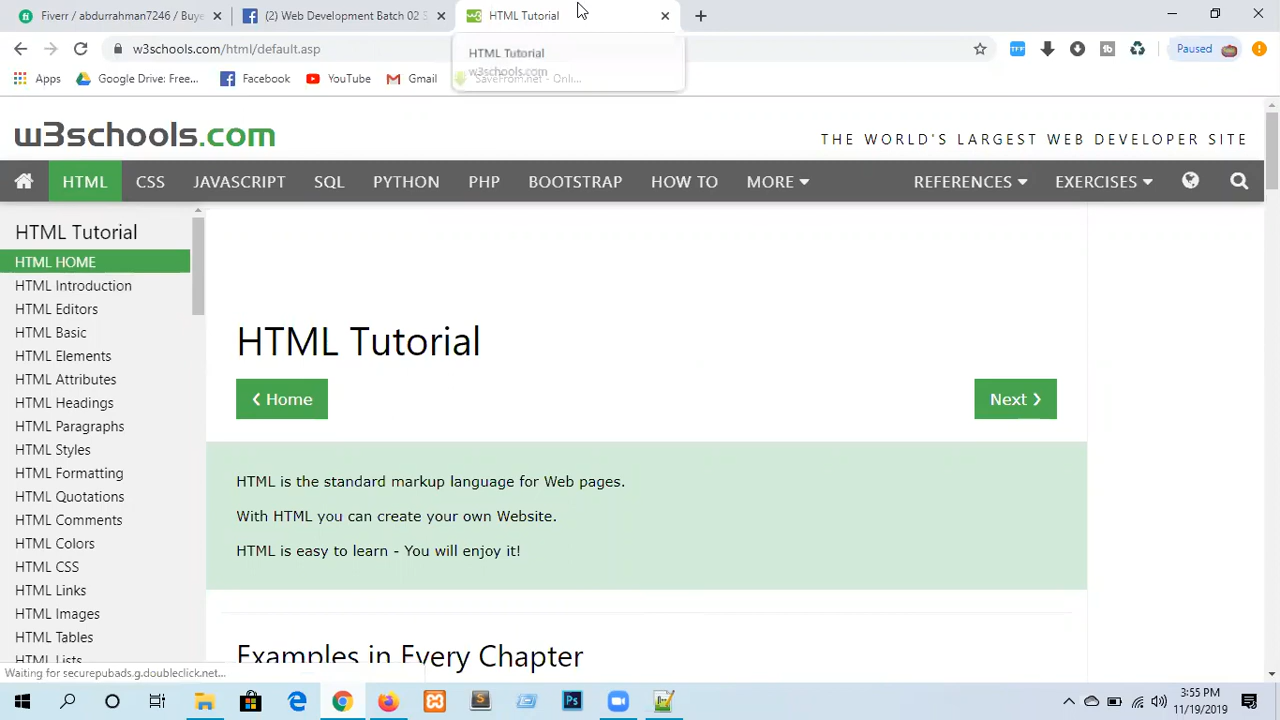 Fiverr / abdurrahman7246 / Buye
(2) Web Development Batch 02 S
HTML Tutorial
w3schools.com/html/default.asp
HTML Tutorial
w3schools.com
Paused
Apps
Google Drive: Free...
Facebook
YouTube
Gmail
SaveFrom.net - Onli...
w3schools.com
THE WORLD'S LARGEST WEB DEVELOPER SITE
HTML CSS JAVASCRIPT SQL PYTHON PHP BOOTSTRAP HOW TO MORE REFERENCES EXERCISES
HTML Tutorial
HTML HOME
HTML Introduction
HTML Editors
HTML Basic
HTML Elements
HTML Attributes
HTML Headings
HTML Paragraphs
HTML Styles
HTML Formatting
HTML Quotations
HTML Comments
HTML Colors
HTML CSS
HTML Links
HTML Images
HTML Tables
HTML Lists
HTML Tutorial
❮ Home
Next ❯
HTML is the standard markup language for Web pages.
With HTML you can create your own Website.
HTML is easy to learn - You will enjoy it!
Examples in Every Chapter
Waiting for securepubads.g.doubleclick.net...
3:55 PM
11/19/2019